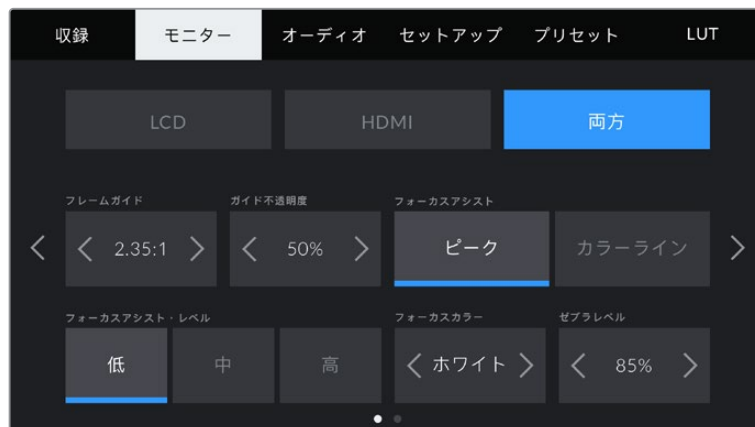 収録 モニター オーディオ セットアップ プリセット LUT
LCD HDMI 両方
フレームガイド ガイド不透明度 フォーカスアシスト
2.35:1 50% ピーク カラーライン
フォーカスアシスト・レベル フォーカスカラー ゼブラレベル
低 中 高 ホワイト 85%